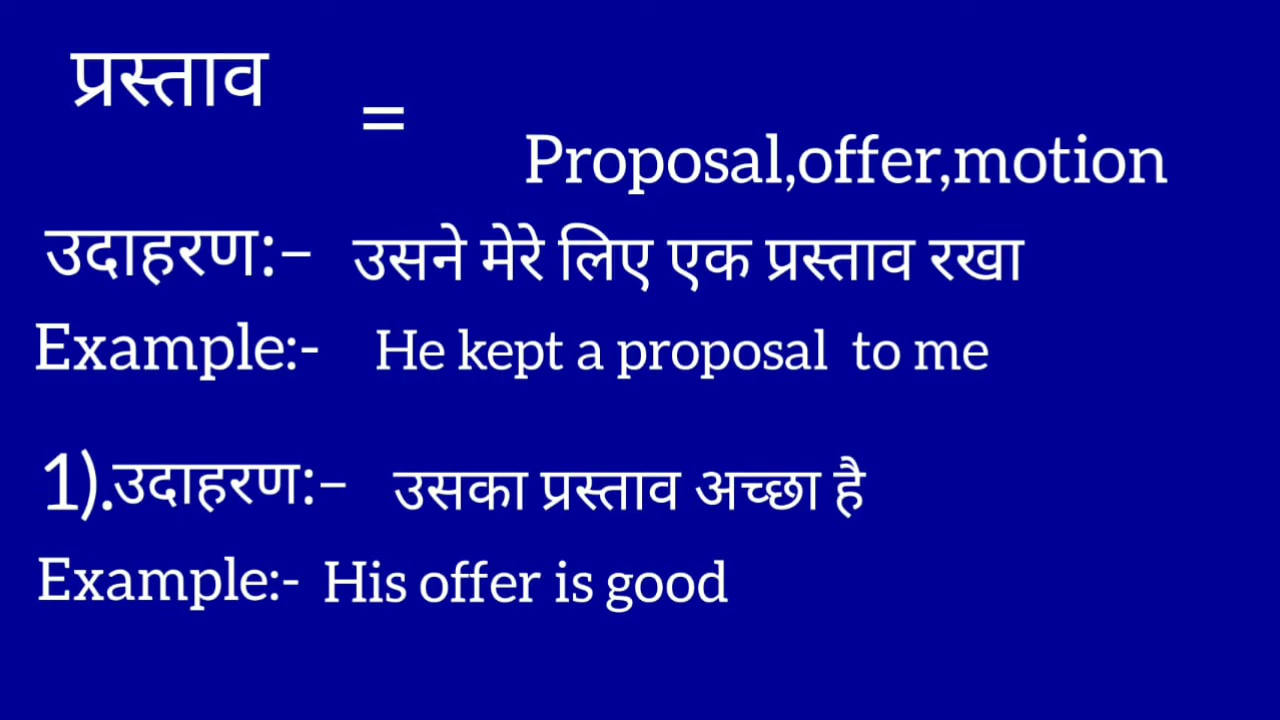 प्रस्ताव = Proposal,offer,motion
उदाहरण:– उसने मेरे लिए एक प्रस्ताव रखा
Example:- He kept a proposal to me
1).उदाहरण:– उसका प्रस्ताव अच्छा है
Example:- His offer is good